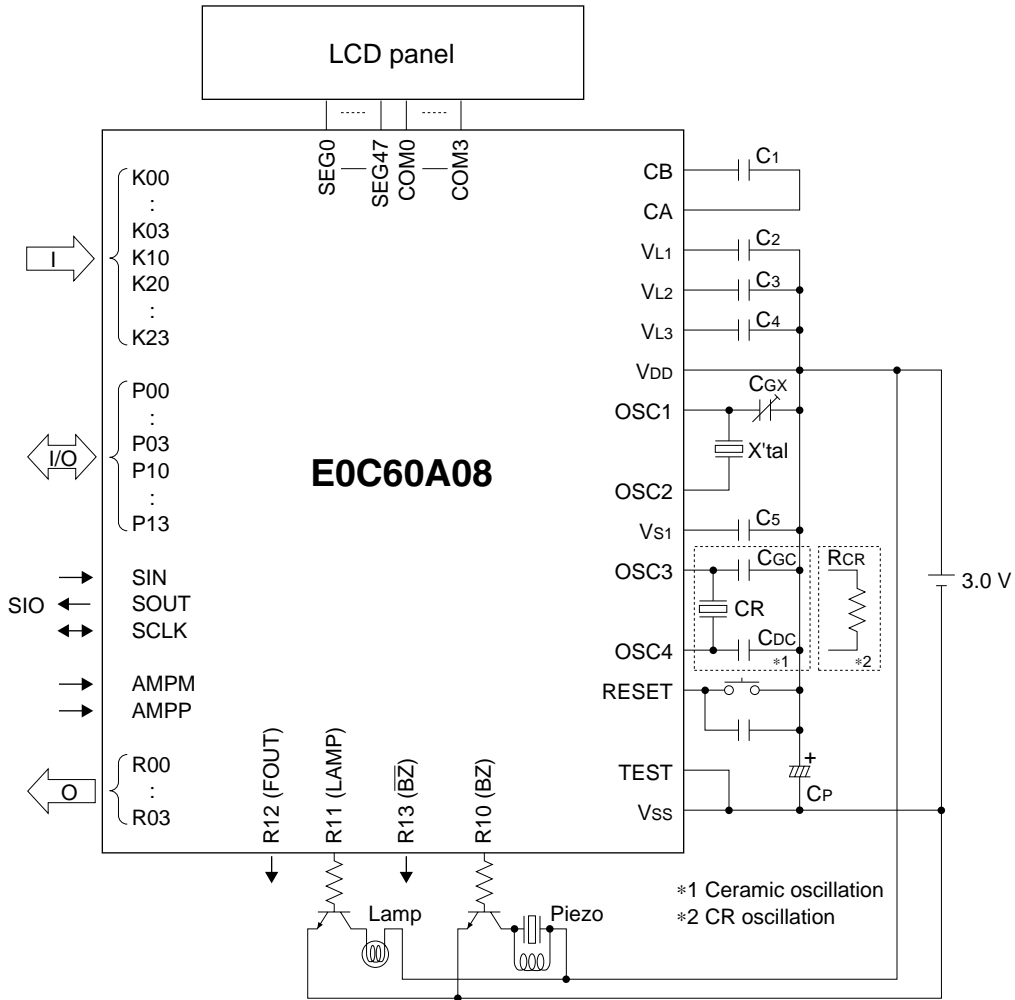 LCD panel
SEG0
SEG47
COM0
COM3
K00
:
K03
K10
K20
:
K23
I
P00
:
P03
P10
:
P13
I/O
SIN
SIO
SOUT
SCLK
AMPM
AMPP
R00
:
R03
O
E0C60A08
CB
C1
CA
VL1
C2
VL2
C3
VL3
C4
VDD
CGX
OSC1
X'tal
OSC2
VS1
C5
OSC3
CGC
CR
OSC4
CDC
*1
RCR
*2
3.0 V
RESET
TEST
+
CP
VSS
R12 (FOUT)
R11 (LAMP)
R13 (B̅Z̅)
R10 (BZ)
Lamp
Piezo
*1 Ceramic oscillation
*2 CR oscillation